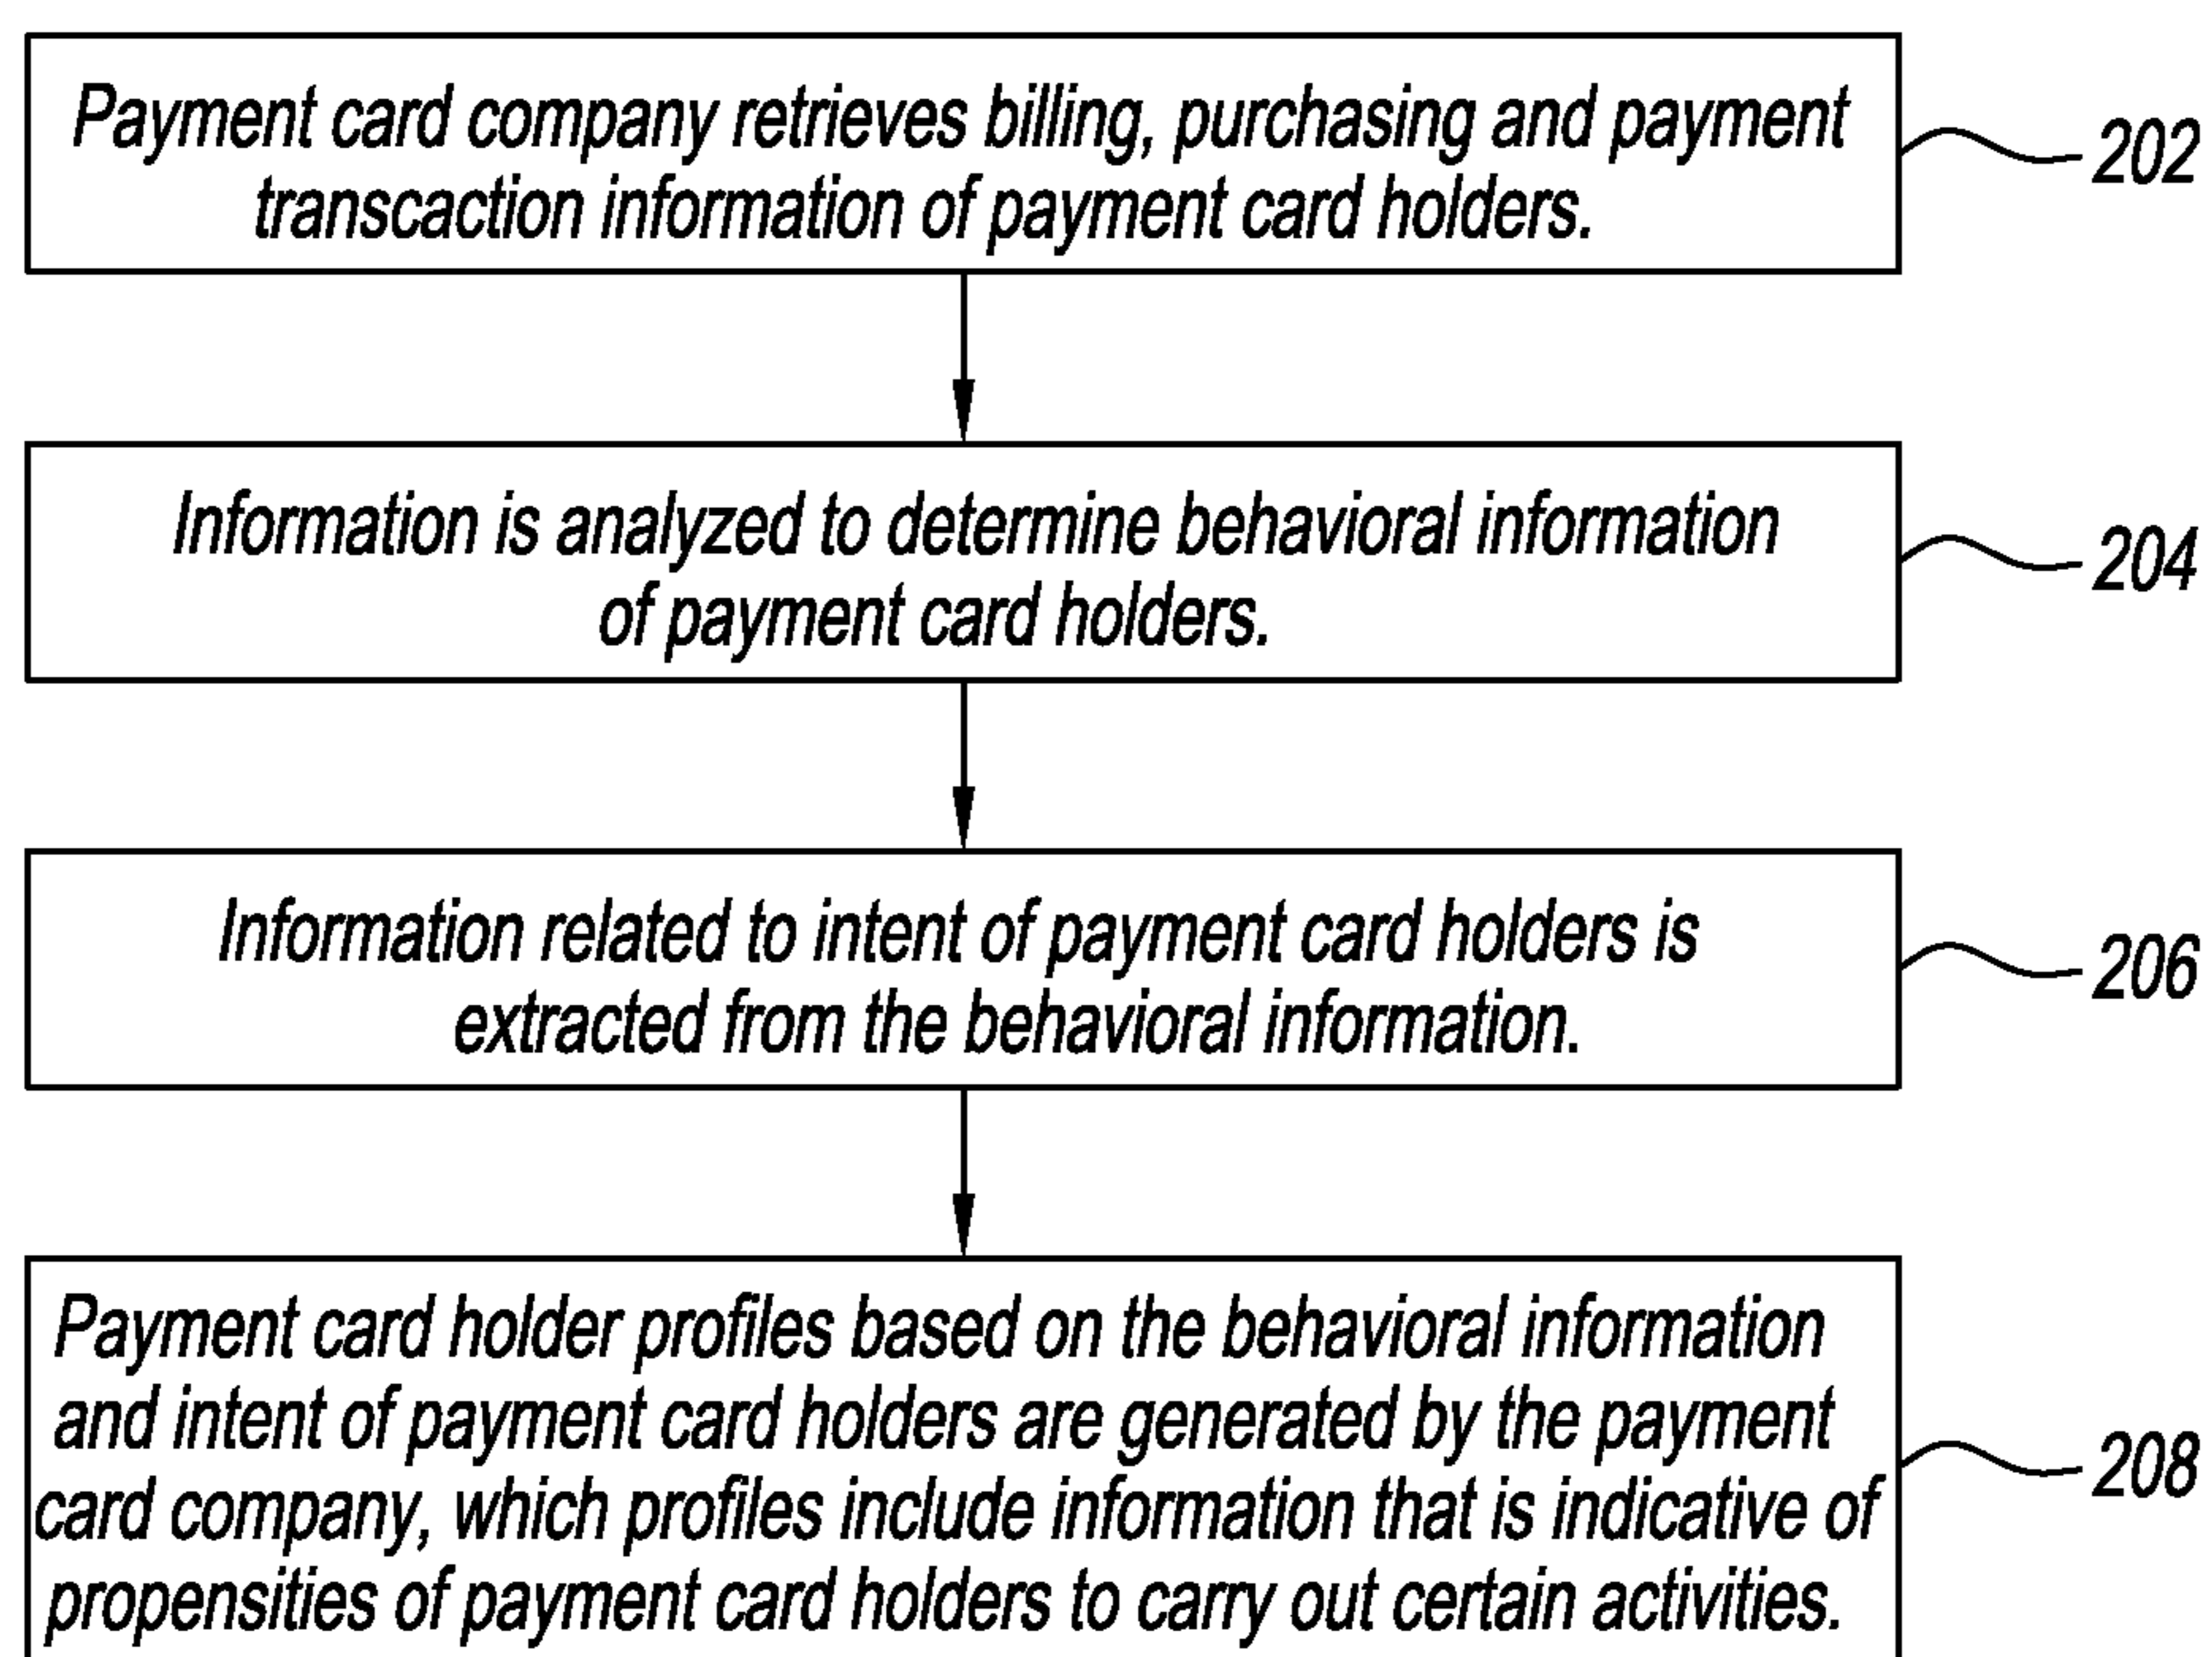 Payment card company retrieves billing, purchasing and payment
transcaction information of payment card holders.
202
Information is analyzed to determine behavioral information
of payment card holders.
204
Information related to intent of payment card holders is
extracted from the behavioral information.
206
Payment card holder profiles based on the behavioral information
and intent of payment card holders are generated by the payment
card company, which profiles include information that is indicative of
propensities of payment card holders to carry out certain activities.
208